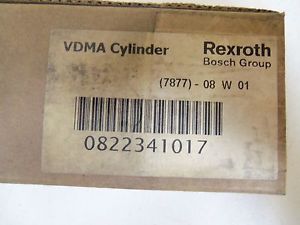 VDMA Cylinder Rexroth
Bosch Group
(7877) - 08 W 01
0822341017